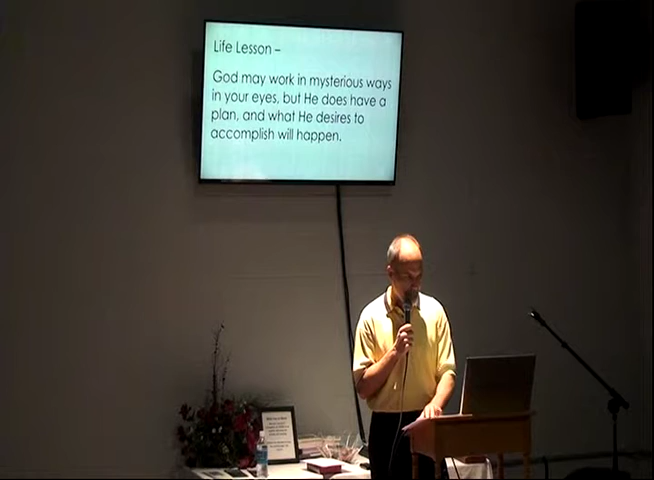 Life Lesson –
God may work in mysterious ways
in your eyes, but He does have a
plan, and what He desires to
accomplish will happen.